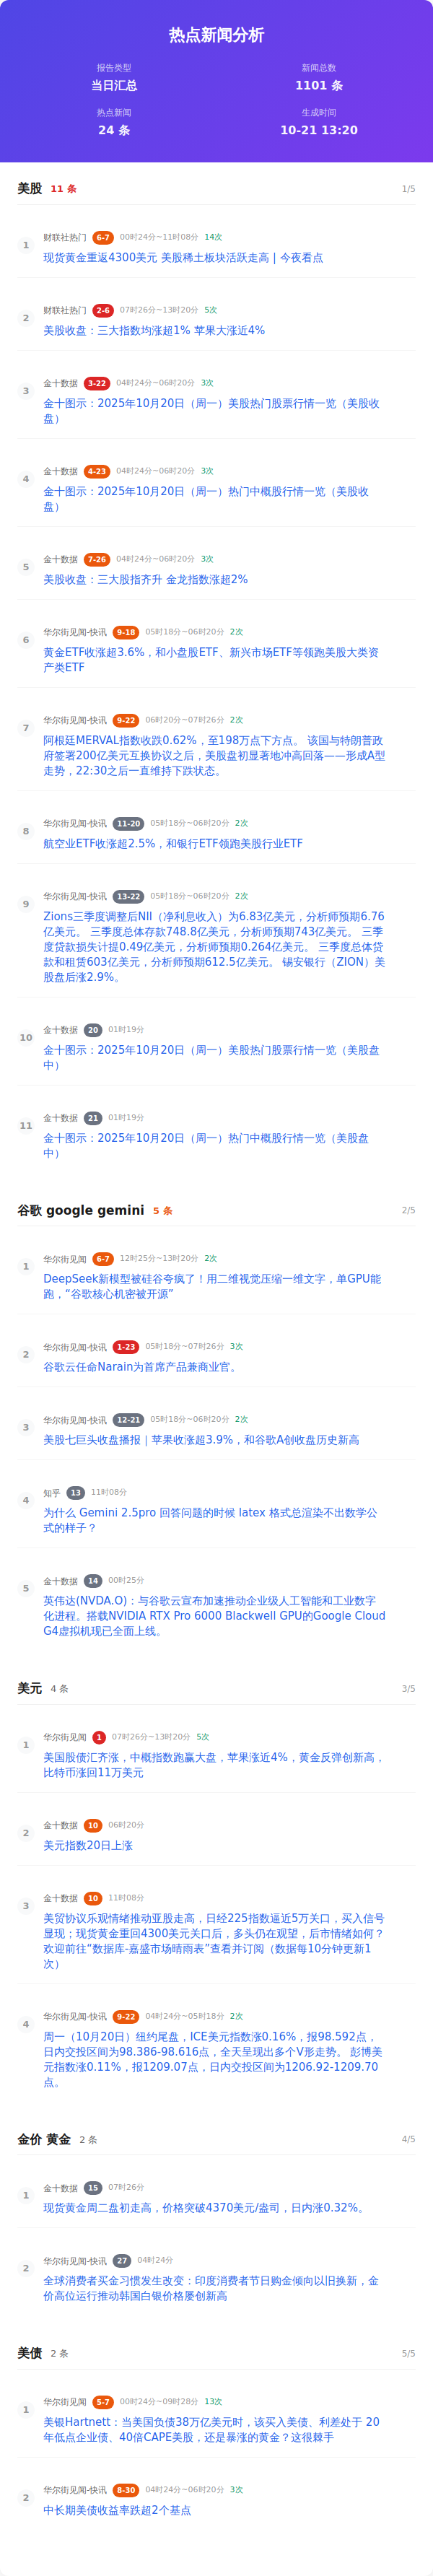 热点新闻分析
报告类型
当日汇总
新闻总数
1101 条
热点新闻
24 条
生成时间
10-21 13:20
美股 11 条 1/5
1
财联社热门 6-7 00时24分~11时08分 14次
现货黄金重返4300美元 美股稀土板块活跃走高 | 今夜看点
2
财联社热门 2-6 07时26分~13时20分 5次
美股收盘：三大指数均涨超1% 苹果大涨近4%
3
金十数据 3-22 04时24分~06时20分 3次
金十图示：2025年10月20日（周一）美股热门股票行情一览（美股收
盘）
4
金十数据 4-23 04时24分~06时20分 3次
金十图示：2025年10月20日（周一）热门中概股行情一览（美股收
盘）
5
金十数据 7-26 04时24分~06时20分 3次
美股收盘：三大股指齐升 金龙指数涨超2%
6
华尔街见闻-快讯 9-18 05时18分~06时20分 2次
黄金ETF收涨超3.6%，和小盘股ETF、新兴市场ETF等领跑美股大类资
产类ETF
7
华尔街见闻-快讯 9-22 06时20分~07时26分 2次
阿根廷MERVAL指数收跌0.62%，至198万点下方点。 该国与特朗普政
府签署200亿美元互换协议之后，美股盘初显著地冲高回落——形成A型
走势，22:30之后一直维持下跌状态。
8
华尔街见闻-快讯 11-20 05时18分~06时20分 2次
航空业ETF收涨超2.5%，和银行ETF领跑美股行业ETF
9
华尔街见闻-快讯 13-22 05时18分~06时20分 2次
Zions三季度调整后NII（净利息收入）为6.83亿美元，分析师预期6.76
亿美元。 三季度总体存款748.8亿美元，分析师预期743亿美元。 三季
度贷款损失计提0.49亿美元，分析师预期0.264亿美元。 三季度总体贷
款和租赁603亿美元，分析师预期612.5亿美元。 锡安银行（ZION）美
股盘后涨2.9%。
10
金十数据 20 01时19分
金十图示：2025年10月20日（周一）美股热门股票行情一览（美股盘
中）
11
金十数据 21 01时19分
金十图示：2025年10月20日（周一）热门中概股行情一览（美股盘
中）
谷歌 google gemini 5 条 2/5
1
华尔街见闻 6-7 12时25分~13时20分 2次
DeepSeek新模型被硅谷夸疯了！用二维视觉压缩一维文字，单GPU能
跑，“谷歌核心机密被开源”
2
华尔街见闻-快讯 1-23 05时18分~07时26分 3次
谷歌云任命Narain为首席产品兼商业官。
3
华尔街见闻-快讯 12-21 05时18分~06时20分 2次
美股七巨头收盘播报｜苹果收涨超3.9%，和谷歌A创收盘历史新高
4
知乎 13 11时08分
为什么 Gemini 2.5pro 回答问题的时候 latex 格式总渲染不出数学公
式的样子？
5
金十数据 14 00时25分
英伟达(NVDA.O)：与谷歌云宣布加速推动企业级人工智能和工业数字
化进程。搭载NVIDIA RTX Pro 6000 Blackwell GPU的Google Cloud
G4虚拟机现已全面上线。
美元 4 条 3/5
1
华尔街见闻 1 07时26分~13时20分 5次
美国股债汇齐涨，中概指数跑赢大盘，苹果涨近4%，黄金反弹创新高，
比特币涨回11万美元
2
金十数据 10 06时20分
美元指数20日上涨
3
金十数据 10 11时08分
美贸协议乐观情绪推动亚股走高，日经225指数逼近5万关口，买入信号
显现；现货黄金重回4300美元关口后，多头仍在观望，后市情绪如何？
欢迎前往“数据库-嘉盛市场晴雨表”查看并订阅（数据每10分钟更新1
次）
4
华尔街见闻-快讯 9-22 04时24分~05时18分 2次
周一（10月20日）纽约尾盘，ICE美元指数涨0.16%，报98.592点，
日内交投区间为98.386-98.616点，全天呈现出多个V形走势。 彭博美
元指数涨0.11%，报1209.07点，日内交投区间为1206.92-1209.70
点。
金价 黄金 2 条 4/5
1
金十数据 15 07时26分
现货黄金周二盘初走高，价格突破4370美元/盎司，日内涨0.32%。
2
华尔街见闻-快讯 27 04时24分
全球消费者买金习惯发生改变：印度消费者节日购金倾向以旧换新，金
价高位运行推动韩国白银价格屡创新高
美债 2 条 5/5
1
华尔街见闻 5-7 00时24分~09时28分 13次
美银Hartnett：当美国负债38万亿美元时，该买入美债、利差处于 20
年低点企业债、40倍CAPE美股，还是暴涨的黄金？这很棘手
2
华尔街见闻-快讯 8-30 04时24分~06时20分 3次
中长期美债收益率跌超2个基点